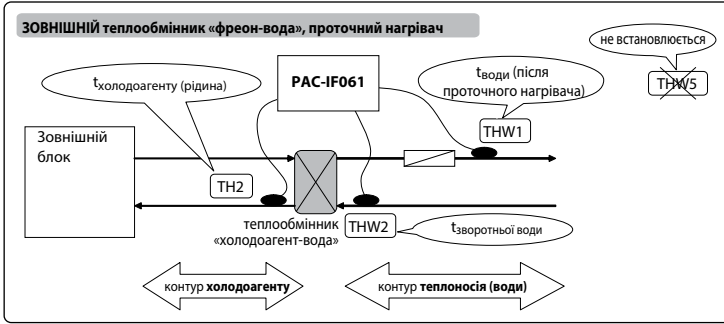 ЗОВНІШНІЙ теплообмінник «фреон-вода», проточний нагрівач
не встановлюється
THW5
PAC-IF061
tводи (після
проточного нагрівача)
tхолодоагенту (рідина)
THW1
Зовнішній
блок
TH2
теплообмінник
«холодоагент-вода»
THW2
tзворотньої води
контур холодоагенту
контур теплоносія (води)